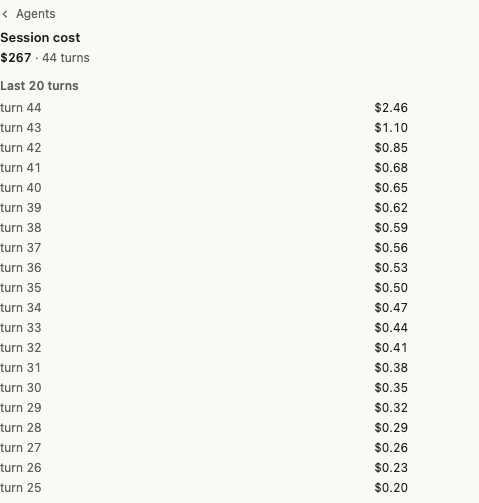 Agents
Session cost
$267 · 44 turns
Last 20 turns
turn 44 $2.46
turn 43 $1.10
turn 42 $0.85
turn 41 $0.68
turn 40 $0.65
turn 39 $0.62
turn 38 $0.59
turn 37 $0.56
turn 36 $0.53
turn 35 $0.50
turn 34 $0.47
turn 33 $0.44
turn 32 $0.41
turn 31 $0.38
turn 30 $0.35
turn 29 $0.32
turn 28 $0.29
turn 27 $0.26
turn 26 $0.23
turn 25 $0.20